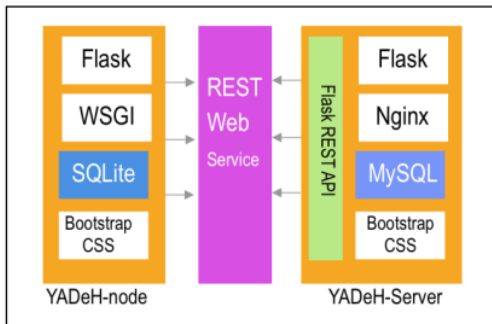 Flask
WSGI
SQLite
Bootstrap
CSS
YADeH-node
REST
Web
Service
Flask REST API
Flask
Nginx
MySQL
Bootstrap
CSS
YADeH-Server